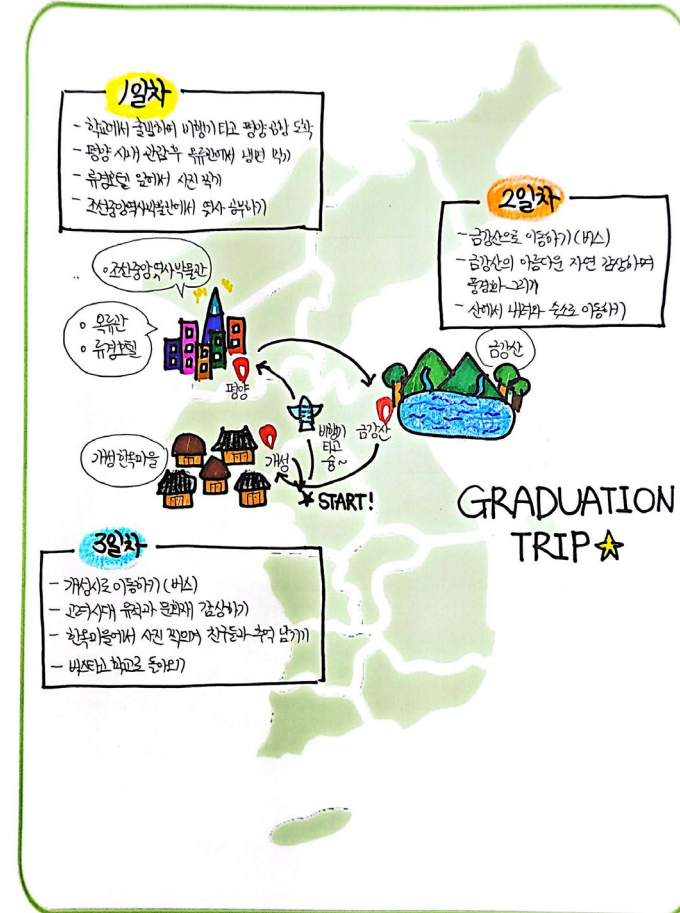 1일차
- 학교에서 출발하여 비행기 타고 평양 공항 도착
- 평양 시내 관람 후 옥류관에서 냉면 먹기
- 류경호텔 앞에서 사진 찍기
- 조선중앙역사박물관에서 역사 공부하기
2일차
- 금강산으로 이동하기 (버스)
- 금강산의 아름다운 자연 감상하며
풍경화 그리기
- 산에서 내려와 숙소로 이동하기
조선중앙역사박물관
옥류관
류경호텔
평양
금강산
금강산
비행기
타고
슝~
개성한옥마을
개성
START!
GRADUATION
TRIP
3일차
- 개성시로 이동하기 (버스)
- 고려시대 유적과 문화재 감상하기
- 한옥마을에서 사진 찍으며 친구들과 추억 남기기
- 버스타고 학교로 돌아오기